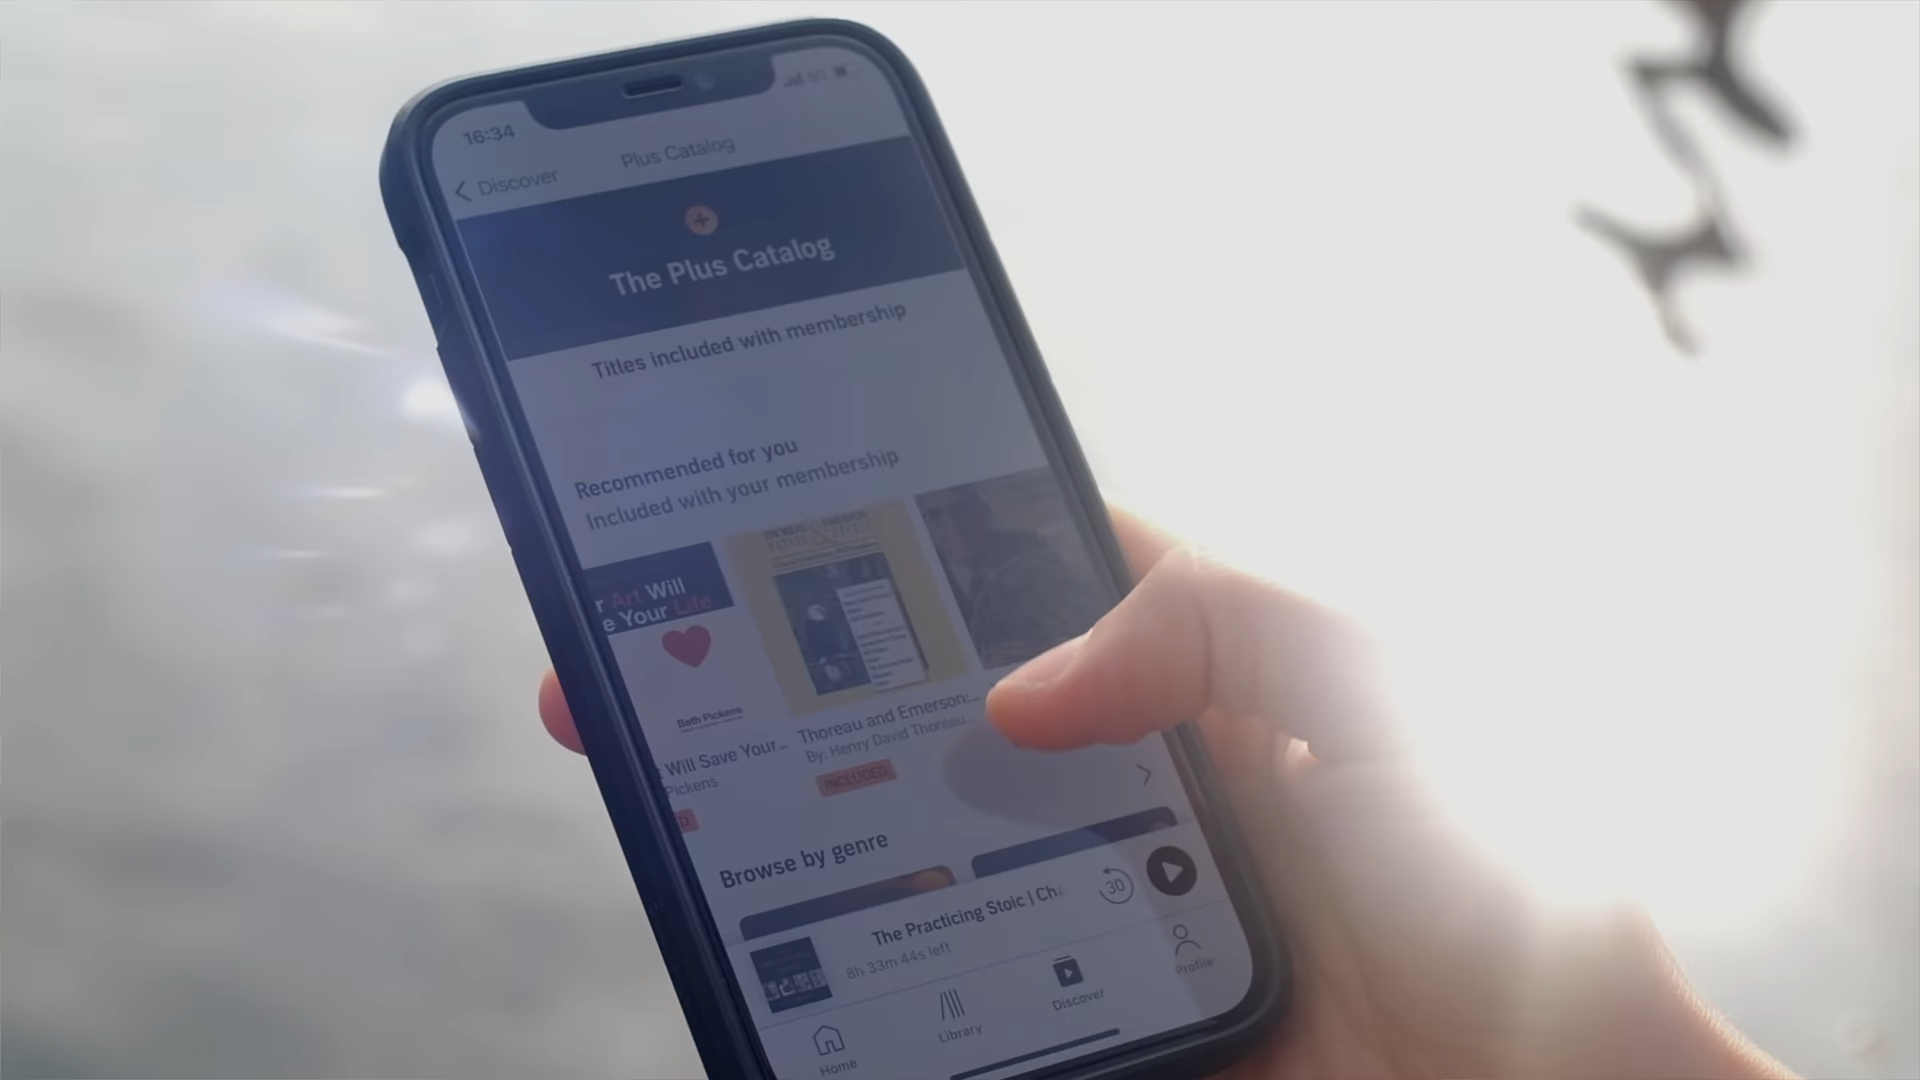 16:34
Discover
Plus Catalog
The Plus Catalog
Titles included with membership
Recommended for you
Included with your membership
r Art Will
e Your Life
Beth Pickens
Will Save Your...
Pickens
D
Thoreau and Emerson:...
By: Henry David Thoreau...
INCLUDED
Browse by genre
The Practicing Stoic | Ch
8h 33m 44s left
30
Home
Library
Discover
Profile